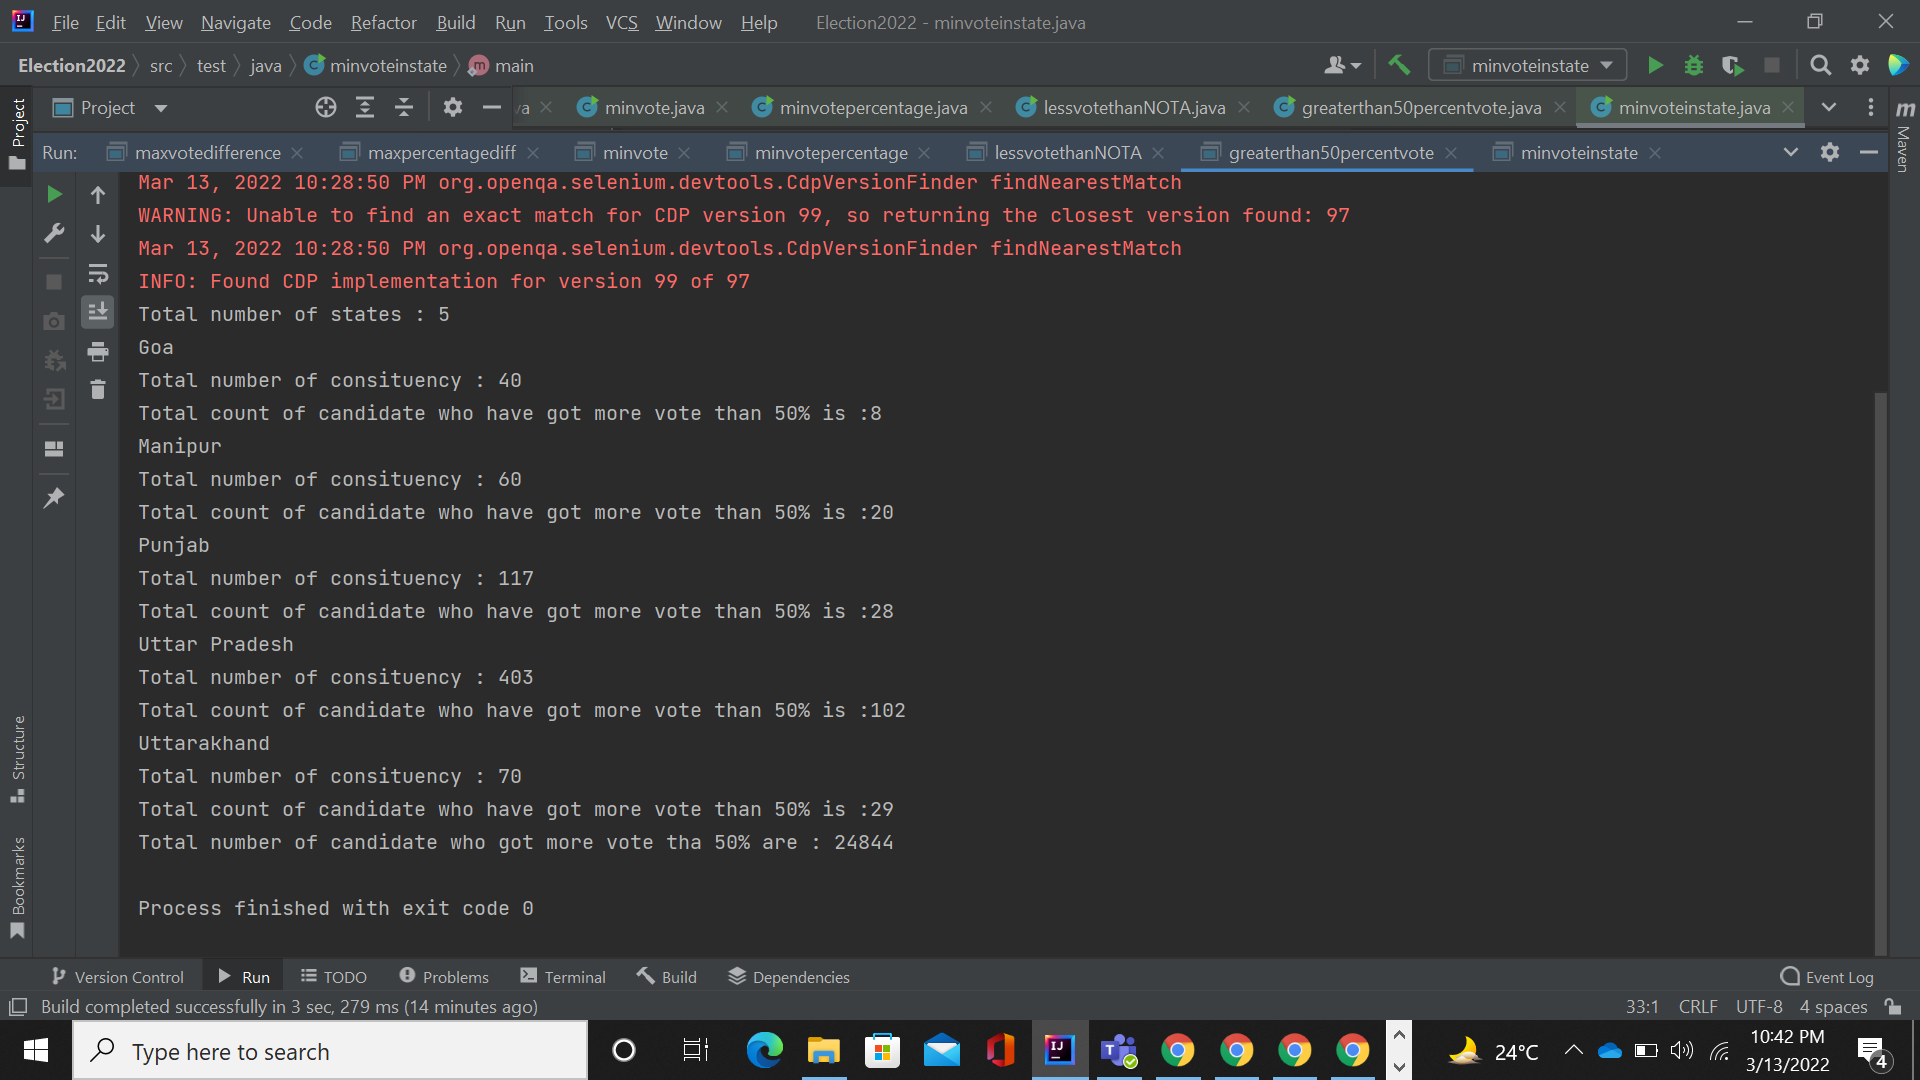 File Edit View Navigate Code Refactor Build Run Tools VCS Window Help Election2022 - minvoteinstate.java
Election2022 src test java minvoteinstate main minvoteinstate
Project minvote.java minvotepercentage.java lessvotethanNOTA.java greaterthan50percentvote.java minvoteinstate.java
Run: maxvotedifference maxpercentagediff minvote minvotepercentage lessvotethanNOTA greaterthan50percentvote minvoteinstate
Project
Maven
Mar 13, 2022 10:28:50 PM org.openqa.selenium.devtools.CdpVersionFinder findNearestMatch
WARNING: Unable to find an exact match for CDP version 99, so returning the closest version found: 97
Mar 13, 2022 10:28:50 PM org.openqa.selenium.devtools.CdpVersionFinder findNearestMatch
INFO: Found CDP implementation for version 99 of 97
Total number of states : 5
Goa
Total number of consituency : 40
Total count of candidate who have got more vote than 50% is :8
Manipur
Total number of consituency : 60
Total count of candidate who have got more vote than 50% is :20
Punjab
Total number of consituency : 117
Total count of candidate who have got more vote than 50% is :28
Uttar Pradesh
Total number of consituency : 403
Total count of candidate who have got more vote than 50% is :102
Uttarakhand
Total number of consituency : 70
Total count of candidate who have got more vote than 50% is :29
Total number of candidate who got more vote tha 50% are : 24844
Process finished with exit code 0
Structure
Bookmarks
Version Control Run TODO Problems Terminal Build Dependencies Event Log
Build completed successfully in 3 sec, 279 ms (14 minutes ago) 33:1 CRLF UTF-8 4 spaces
Type here to search 24°C 10:42 PM
3/13/2022 4